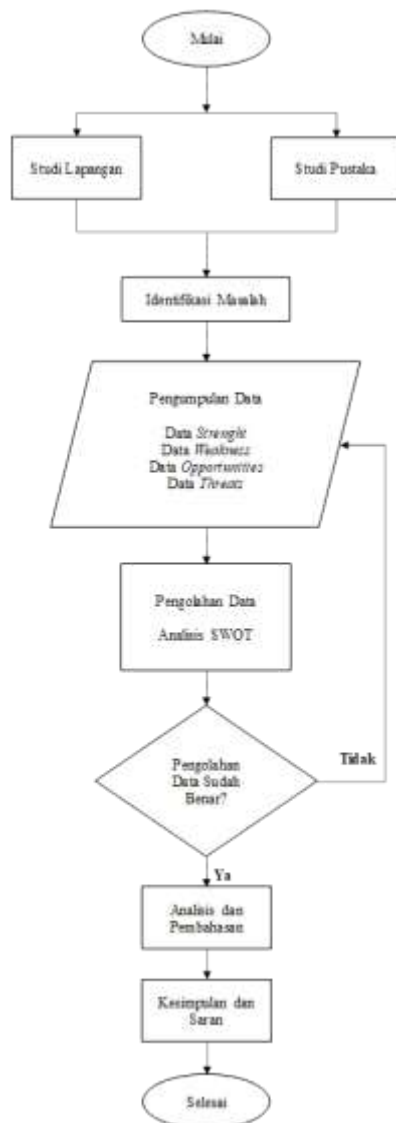 Mulai
Studi Lapangan
Studi Pustaka
Identifikasi Masalah
Pengumpulan Data
Data Strenght
Data Weakness
Data Opportunities
Data Threats
Pengolahan Data
Analisis SWOT
Pengolahan
Data Sudah
Benar?
Tidak
Ya
Analisis dan
Pembahasan
Kesimpulan dan
Saran
Selesai